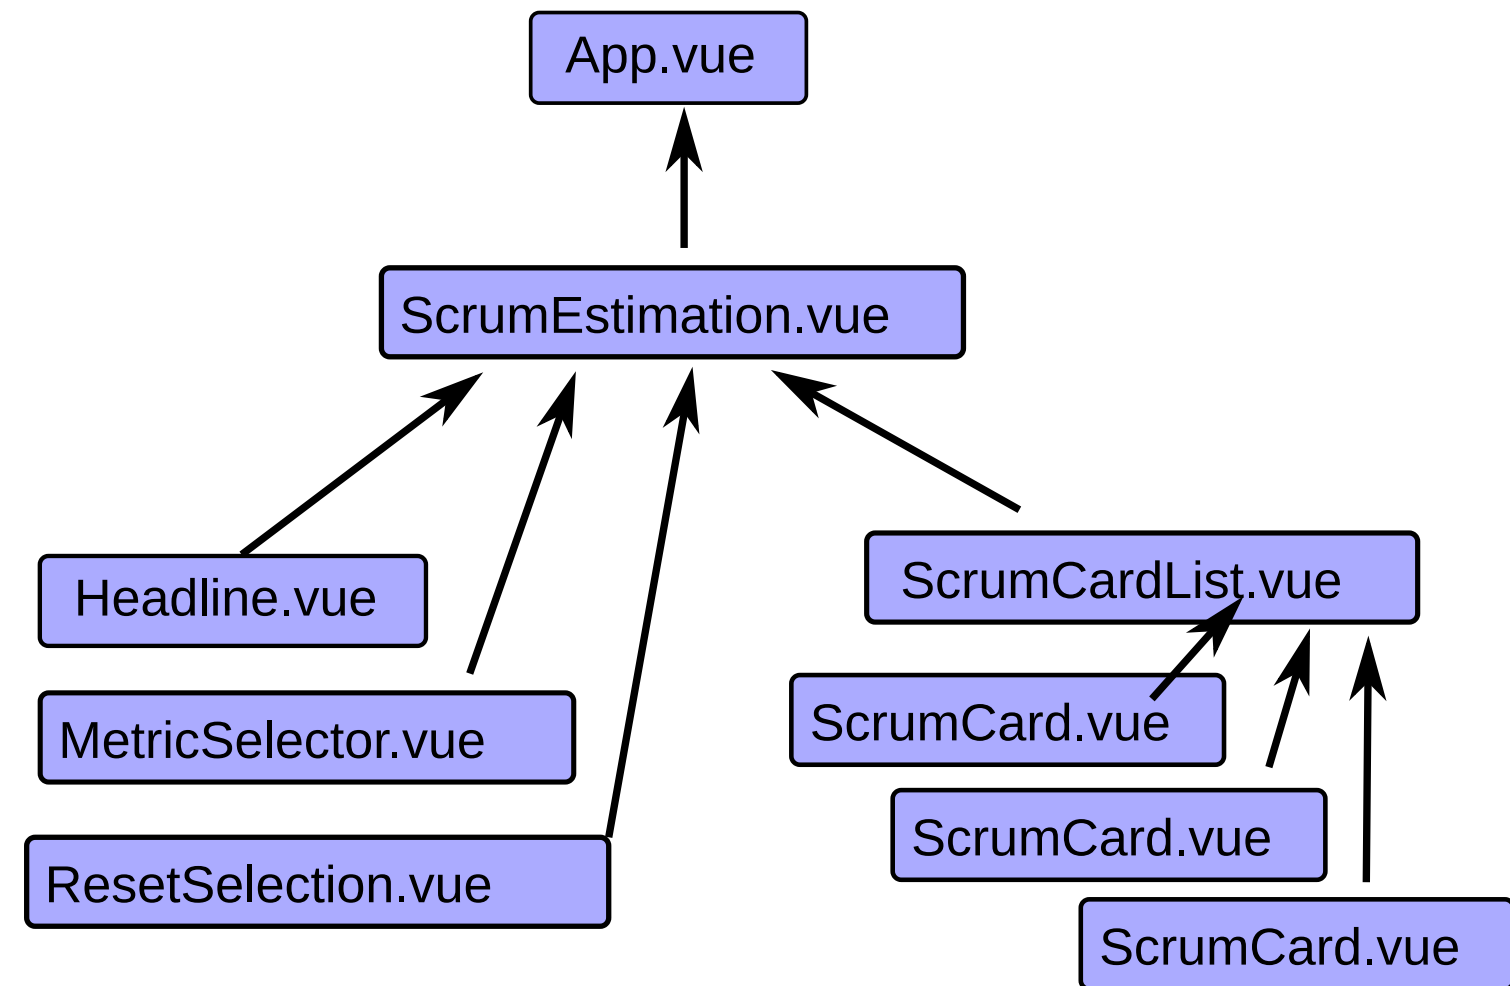 App.vue
ScrumEstimation.vue
Headline.vue
ScrumCardList.vue
MetricSelector.vue
ScrumCard.vue
ScrumCard.vue
ResetSelection.vue
ScrumCard.vue